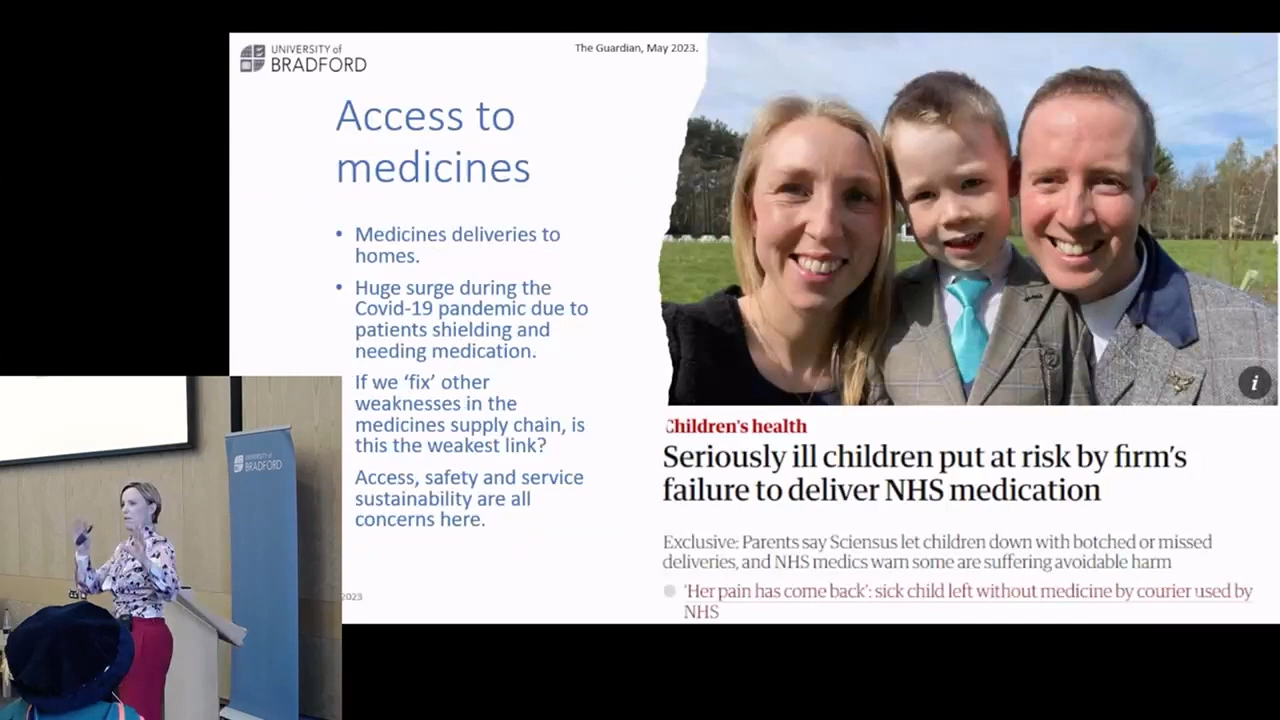 UNIVERSITY of
BRADFORD
The Guardian, May 2023.
Access to
medicines
• Medicines deliveries to
homes.
• Huge surge during the
Covid-19 pandemic due to
patients shielding and
needing medication.
If we ‘fix’ other
weaknesses in the
medicines supply chain, is
this the weakest link?
Access, safety and service
sustainability are all
concerns here.
2023
i
Children's health
Seriously ill children put at risk by firm’s
failure to deliver NHS medication
Exclusive: Parents say Sciensus let children down with botched or missed
deliveries, and NHS medics warn some are suffering avoidable harm
‘Her pain has come back’: sick child left without medicine by courier used by
NHS
UNIVERSITY of
BRADFORD